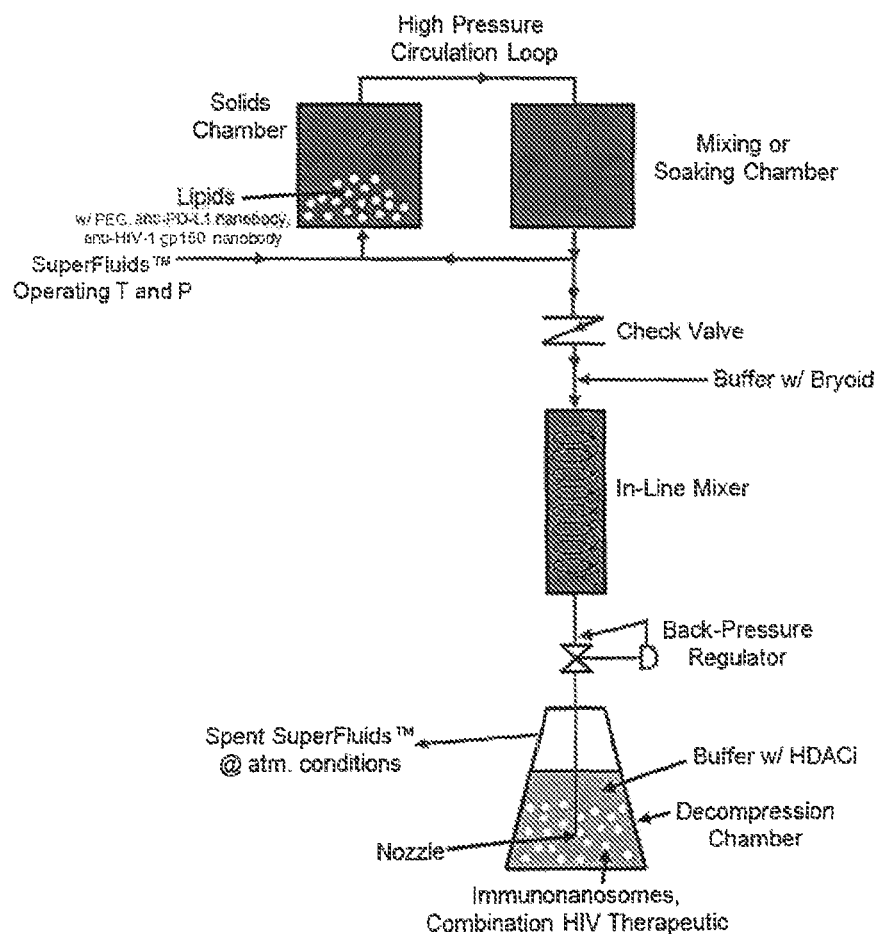 High Pressure
Circulation Loop
Solids
Chamber
Mixing or
Soaking Chamber
Lipids
w/ PEG, anti-PD-L1 nanobody,
anti-HIV-1 gp160 nanobody
SuperFluids™
Operating T and P
Check Valve
Buffer w/ Bryoid
In-Line Mixer
Back-Pressure
Regulator
Spent SuperFluids™
@ atm. conditions
Buffer w/ HDACi
Decompression
Chamber
Nozzle
Immunonanosomes,
Combination HIV Therapeutic